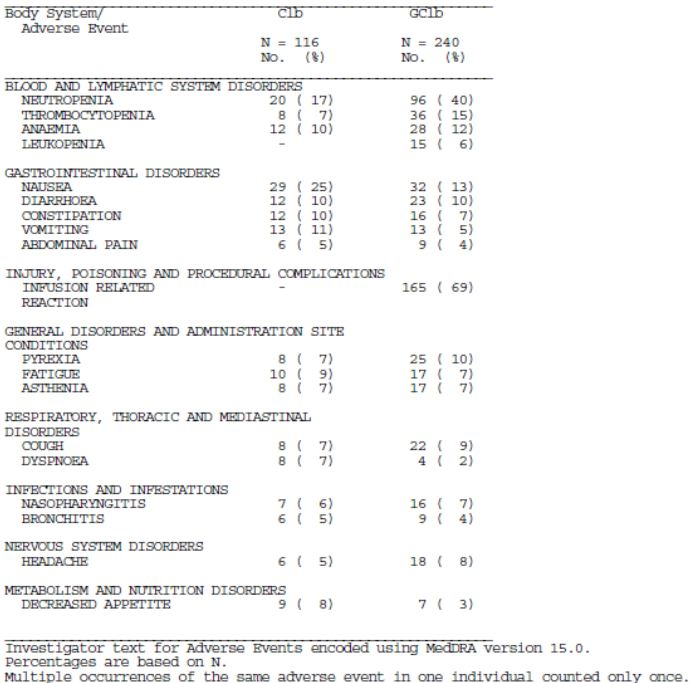 Body System/ Clb GClb
Adverse Event
N = 116 N = 240
No. (%) No. (%)
BLOOD AND LYMPHATIC SYSTEM DISORDERS
NEUTROPENIA 20 ( 17) 96 ( 40)
THROMBOCYTOPENIA 8 ( 7) 36 ( 15)
ANAEMIA 12 ( 10) 28 ( 12)
LEUKOPENIA - 15 ( 6)
GASTROINTESTINAL DISORDERS
NAUSEA 29 ( 25) 32 ( 13)
DIARRHOEA 12 ( 10) 23 ( 10)
CONSTIPATION 12 ( 10) 16 ( 7)
VOMITING 13 ( 11) 13 ( 5)
ABDOMINAL PAIN 6 ( 5) 9 ( 4)
INJURY, POISONING AND PROCEDURAL COMPLICATIONS
INFUSION RELATED - 165 ( 69)
REACTION
GENERAL DISORDERS AND ADMINISTRATION SITE
CONDITIONS
PYREXIA 8 ( 7) 25 ( 10)
FATIGUE 10 ( 9) 17 ( 7)
ASTHENIA 8 ( 7) 17 ( 7)
RESPIRATORY, THORACIC AND MEDIASTINAL
DISORDERS
COUGH 8 ( 7) 22 ( 9)
DYSPNOEA 8 ( 7) 4 ( 2)
INFECTIONS AND INFESTATIONS
NASOPHARYNGITIS 7 ( 6) 16 ( 7)
BRONCHITIS 6 ( 5) 9 ( 4)
NERVOUS SYSTEM DISORDERS
HEADACHE 6 ( 5) 18 ( 8)
METABOLISM AND NUTRITION DISORDERS
DECREASED APPETITE 9 ( 8) 7 ( 3)
Investigator text for Adverse Events encoded using MedDRA version 15.0.
Percentages are based on N.
Multiple occurrences of the same adverse event in one individual counted only once.